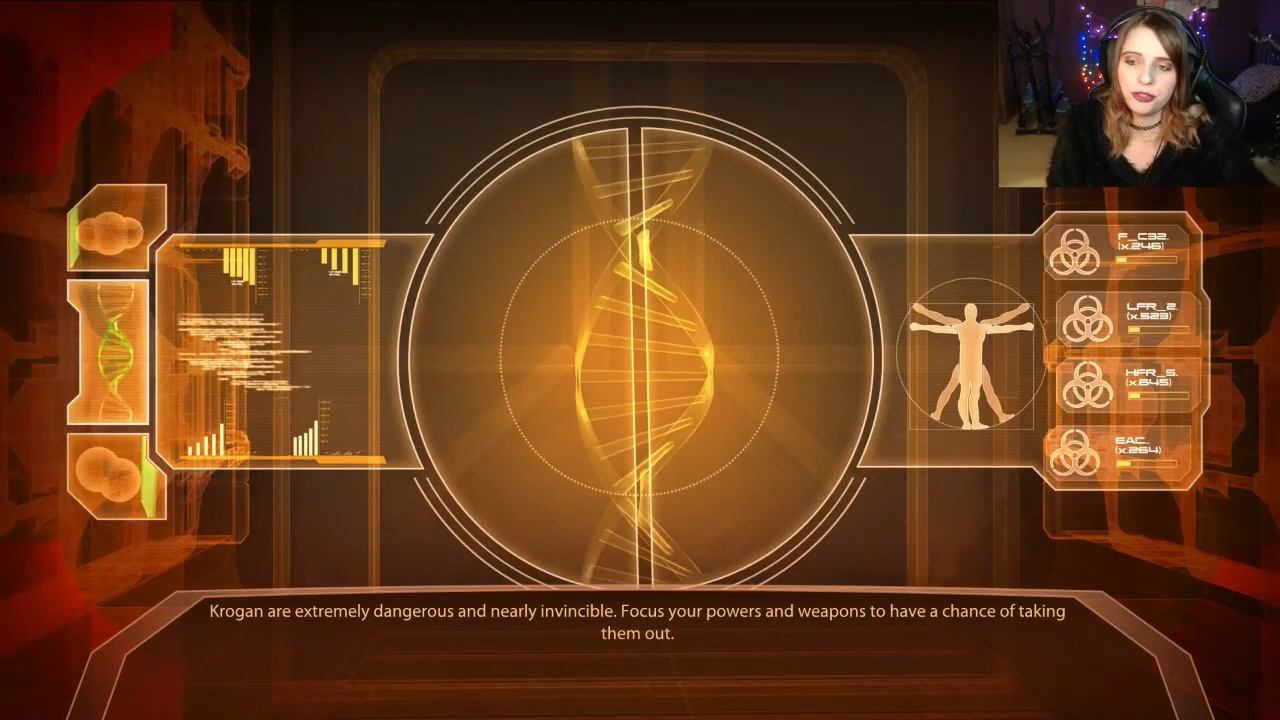 F_C32.
(x.246)
LFR_2.
(x.523)
HFR_5.
(x.645)
EAC..
(x.264)
Krogan are extremely dangerous and nearly invincible. Focus your powers and weapons to have a chance of taking
them out.